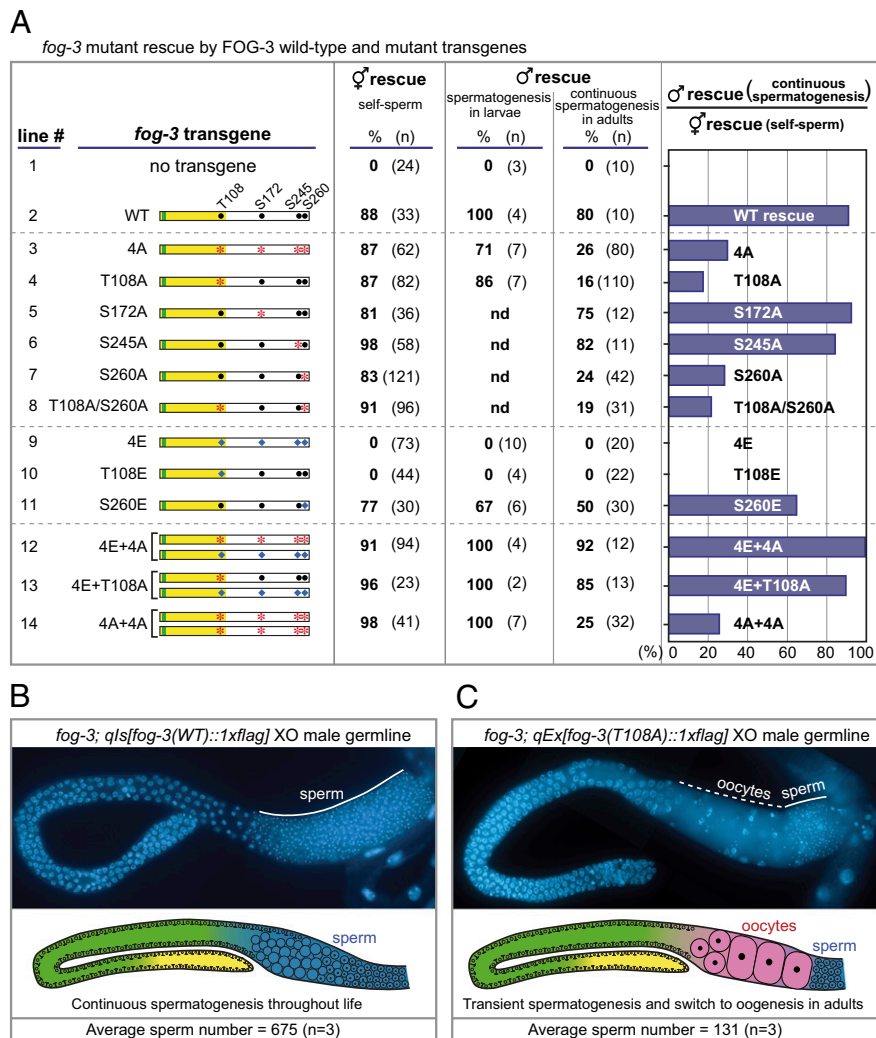 A
fog-3 mutant rescue by FOG-3 wild-type and mutant transgenes
line # fog-3 transgene
⚥ rescue
self-sperm
% (n)
♂ rescue
spermatogenesis in larvae
% (n)
continuous spermatogenesis in adults
% (n)
♂ rescue (continuous spermatogenesis)
⚥ rescue (self-sperm)
1 no transgene 0 (24) 0 (3) 0 (10)
T108 S172 S245 S260
2 WT 88 (33) 100 (4) 80 (10) WT rescue
3 4A 87 (62) 71 (7) 26 (80) 4A
4 T108A 87 (82) 86 (7) 16 (110) T108A
5 S172A 81 (36) nd 75 (12) S172A
6 S245A 98 (58) nd 82 (11) S245A
7 S260A 83 (121) nd 24 (42) S260A
8 T108A/S260A 91 (96) nd 19 (31) T108A/S260A
9 4E 0 (73) 0 (10) 0 (20) 4E
10 T108E 0 (44) 0 (4) 0 (22) T108E
11 S260E 77 (30) 67 (6) 50 (30) S260E
12 4E+4A 91 (94) 100 (4) 92 (12) 4E+4A
13 4E+T108A 96 (23) 100 (2) 85 (13) 4E+T108A
14 4A+4A 98 (41) 100 (7) 25 (32) 4A+4A
(%) 0 20 40 60 80 100
B
fog-3; qIs[fog-3(WT)::1xflag] XO male germline
sperm
sperm
Continuous spermatogenesis throughout life
Average sperm number = 675 (n=3)
C
fog-3; qEx[fog-3(T108A)::1xflag] XO male germline
oocytes sperm
oocytes
sperm
Transient spermatogenesis and switch to oogenesis in adults
Average sperm number = 131 (n=3)